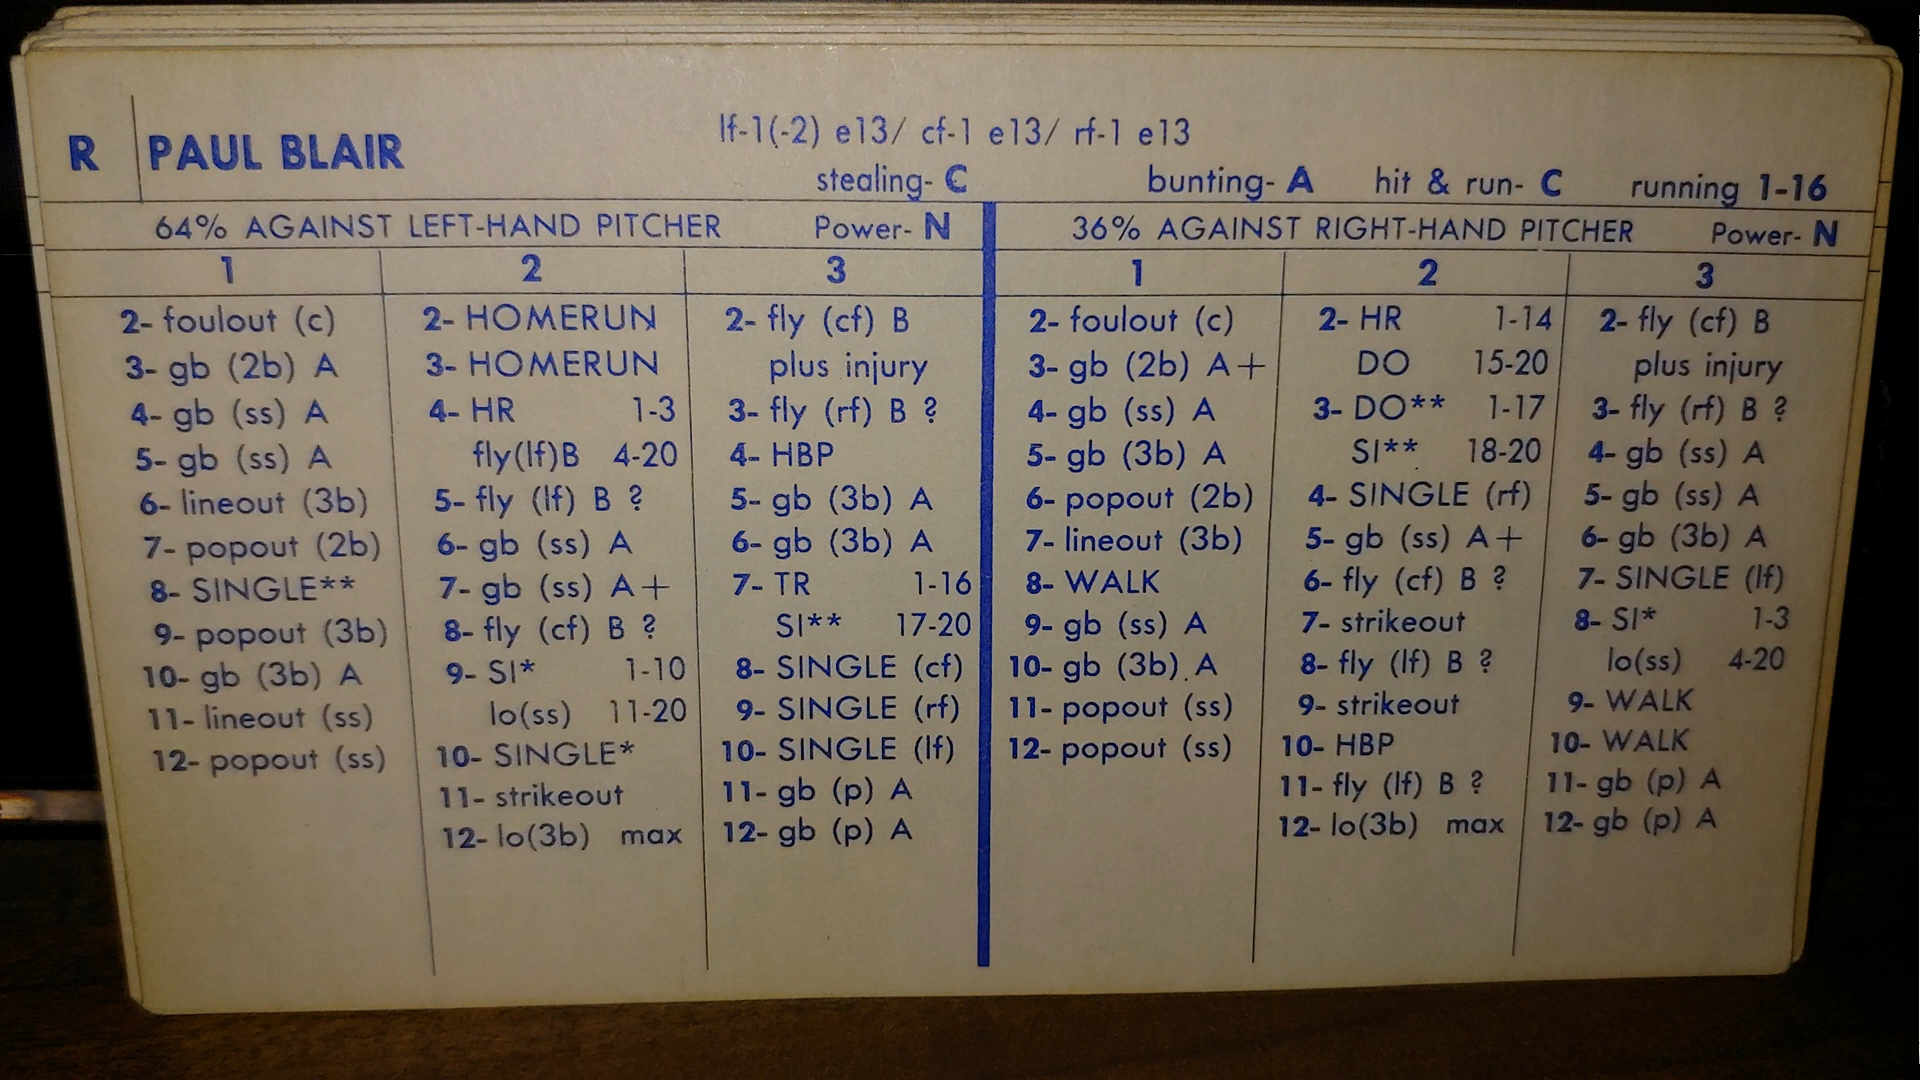 R PAUL BLAIR
lf-1(-2) e13/ cf-1 e13/ rf-1 e13
stealing- C bunting- A hit & run- C running 1-16
64% AGAINST LEFT-HAND PITCHER Power- N
1 2 3
2- foulout (c)
3- gb (2b) A
4- gb (ss) A
5- gb (ss) A
6- lineout (3b)
7- popout (2b)
8- SINGLE**
9- popout (3b)
10- gb (3b) A
11- lineout (ss)
12- popout (ss)
2- HOMERUN
3- HOMERUN
4- HR 1-3
fly(lf)B 4-20
5- fly (lf) B ?
6- gb (ss) A
7- gb (ss) A+
8- fly (cf) B ?
9- SI* 1-10
lo(ss) 11-20
10- SINGLE*
11- strikeout
12- lo(3b) max
2- fly (cf) B
plus injury
3- fly (rf) B ?
4- HBP
5- gb (3b) A
6- gb (3b) A
7- TR 1-16
SI** 17-20
8- SINGLE (cf)
9- SINGLE (rf)
10- SINGLE (lf)
11- gb (p) A
12- gb (p) A
36% AGAINST RIGHT-HAND PITCHER Power- N
1 2 3
2- foulout (c)
3- gb (2b) A+
4- gb (ss) A
5- gb (3b) A
6- popout (2b)
7- lineout (3b)
8- WALK
9- gb (ss) A
10- gb (3b) A
11- popout (ss)
12- popout (ss)
2- HR 1-14
DO 15-20
3- DO** 1-17
SI** 18-20
4- SINGLE (rf)
5- gb (ss) A+
6- fly (cf) B ?
7- strikeout
8- fly (lf) B ?
9- strikeout
10- HBP
11- fly (lf) B ?
12- lo(3b) max
2- fly (cf) B
plus injury
3- fly (rf) B ?
4- gb (ss) A
5- gb (ss) A
6- gb (3b) A
7- SINGLE (lf)
8- SI* 1-3
lo(ss) 4-20
9- WALK
10- WALK
11- gb (p) A
12- gb (p) A